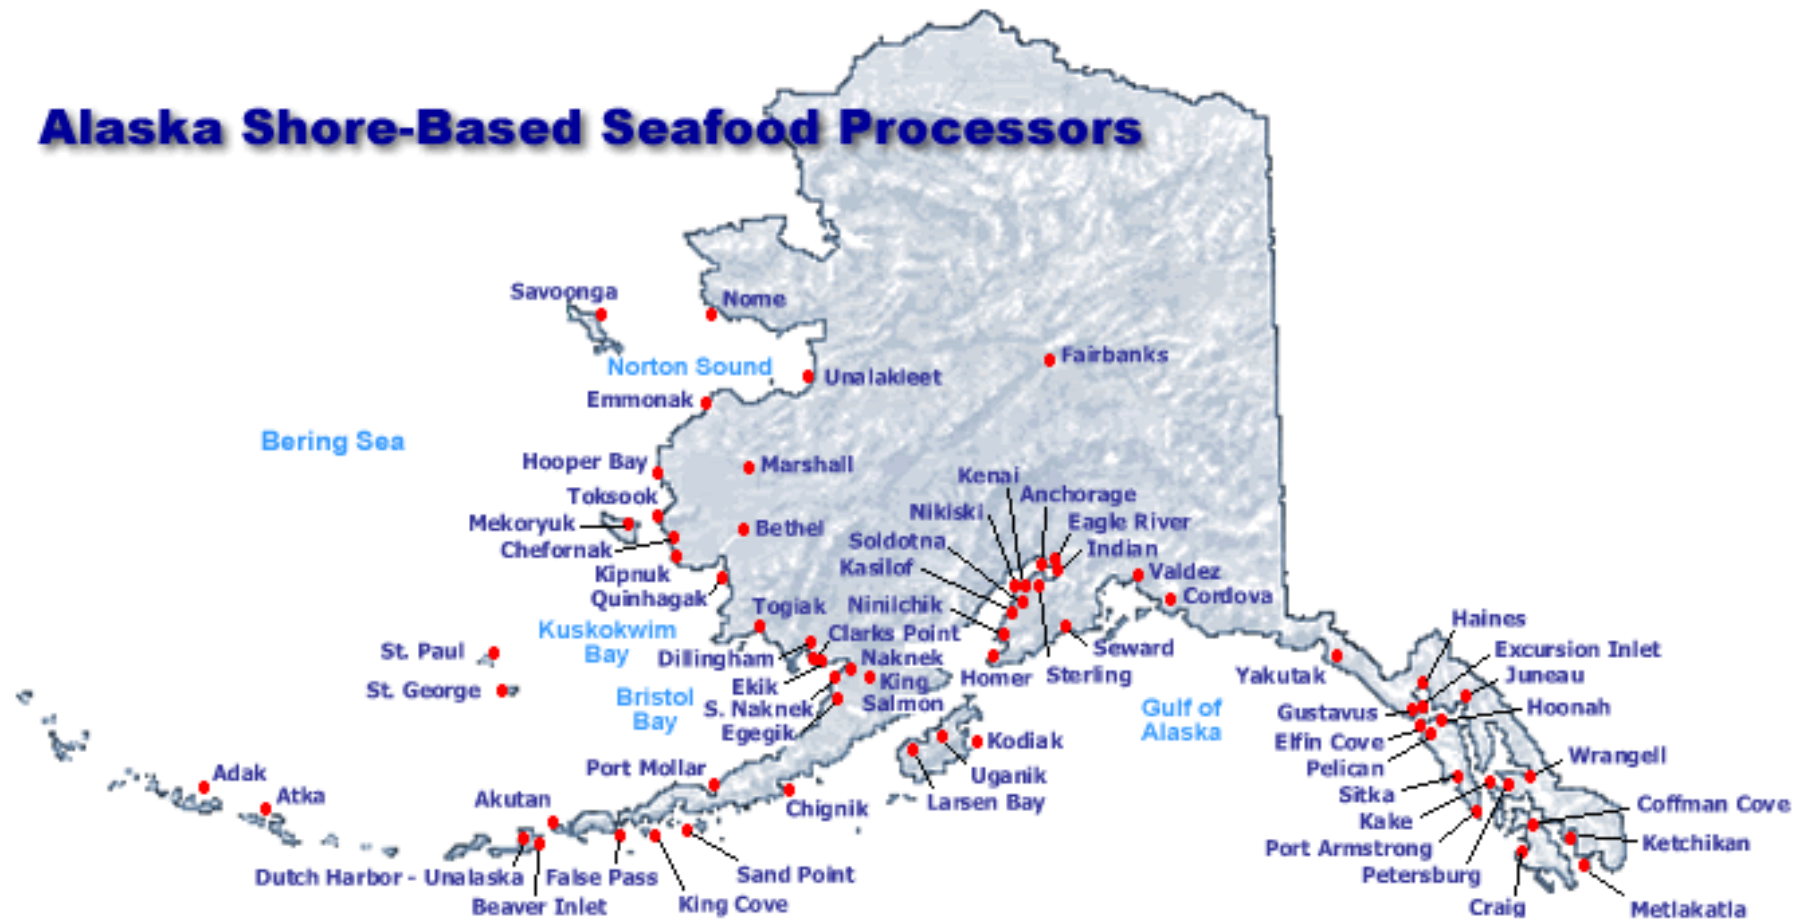 Alaska Shore-Based Seafood Processors
Savoonga
Nome
Norton Sound
Fairbanks
Unalakleet
Emmonak
Bering Sea
Hooper Bay
Marshall
Kenai
Toksook
Anchorage
Nikiski
Mekoryuk
Bethel
Eagle River
Soldotna
Chefornak
Indian
Kasilof
Kipnuk
Valdez
Quinhagak
Togiak
Ninilchik
Cordova
Haines
Kuskokwim
Bay
Clarks Point
St. Paul
Dillingham
Naknek
Seward
Excursion Inlet
Ekik
King
Salmon
Homer
Sterling
Yakutak
Juneau
St. George
Bristol
Bay
S. Naknek
Gulf of
Alaska
Gustavus
Hoonah
Egegik
Kodiak
Elfin Cove
Pelican
Wrangell
Port Mollar
Uganik
Adak
Atka
Akutan
Chignik
Larsen Bay
Sitka
Coffman Cove
Kake
Ketchikan
Port Armstrong
Dutch Harbor - Unalaska
False Pass
Sand Point
Petersburg
Beaver Inlet
King Cove
Craig
Metlakatla